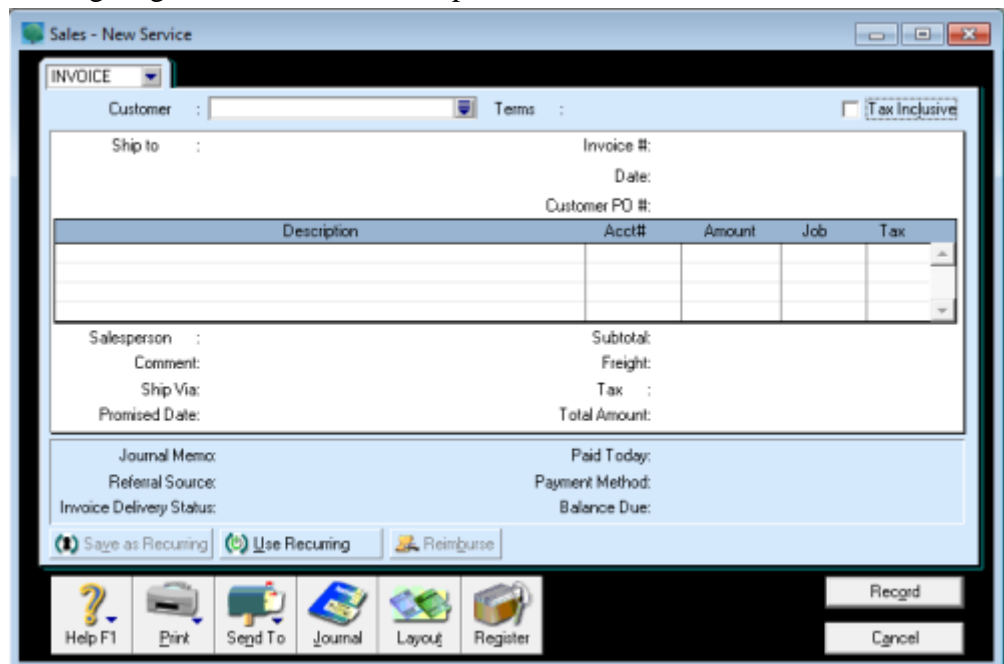 Sales - New Service
INVOICE
Customer : Terms : Tax Inclusive
Ship to : Invoice #:
Date:
Customer PO #:
Description Acct# Amount Job Tax
Salesperson : Subtotal:
Comment: Freight:
Ship Via: Tax :
Promised Date: Total Amount:
Journal Memo: Paid Today:
Referral Source: Payment Method:
Invoice Delivery Status: Balance Due:
Save as Recurring Use Recurring Reimburse
Record
Help F1 Print Send To Journal Layout Register Cancel